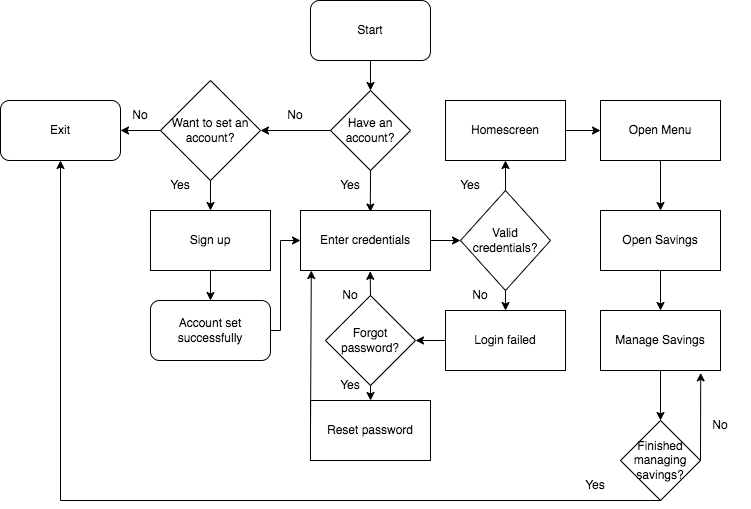 Start
No
No
Exit
Want to set an
account?
Have an
account?
Homescreen
Open Menu
Yes
Yes
Yes
Sign up
Enter credentials
Valid
credentials?
Open Savings
No
No
Account set
successfully
Forgot
password?
Login failed
Manage Savings
Yes
Reset password
No
Finished
managing
savings?
Yes